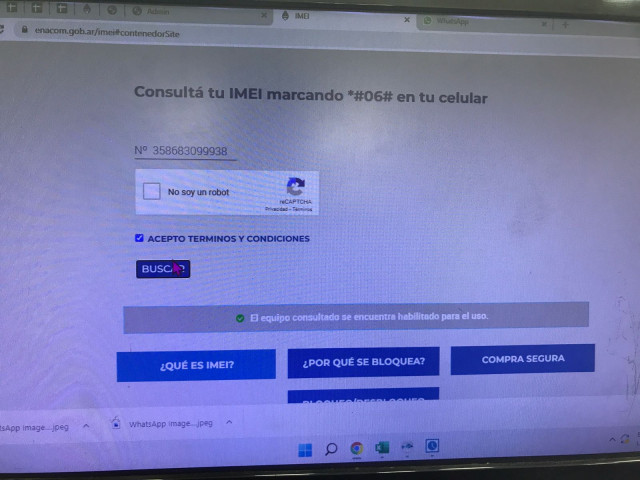 Admin
IMEI
WhatsApp
enacom.gob.ar/imei#contenedorSite
Consultá tu IMEI marcando *#06# en tu celular
Nº 358683099938
No soy un robot
reCAPTCHA
Privacidad - Términos
ACEPTO TERMINOS Y CONDICIONES
BUSCAR
El equipo consultado se encuentra habilitado para el uso.
¿QUÉ ES IMEI?
¿POR QUÉ SE BLOQUEA?
COMPRA SEGURA
BLOQUEO/DESBLOQUEO
sApp image....jpeg
WhatsApp image....jpeg